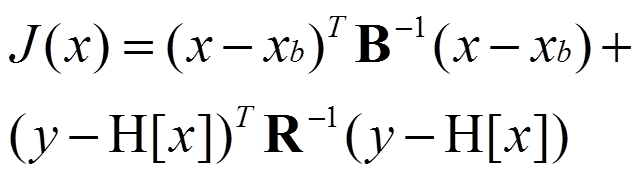 J(x) = (x − x_b)^T B^{-1} (x − x_b) +
(y − H[x])^T R^{-1} (y − H[x])